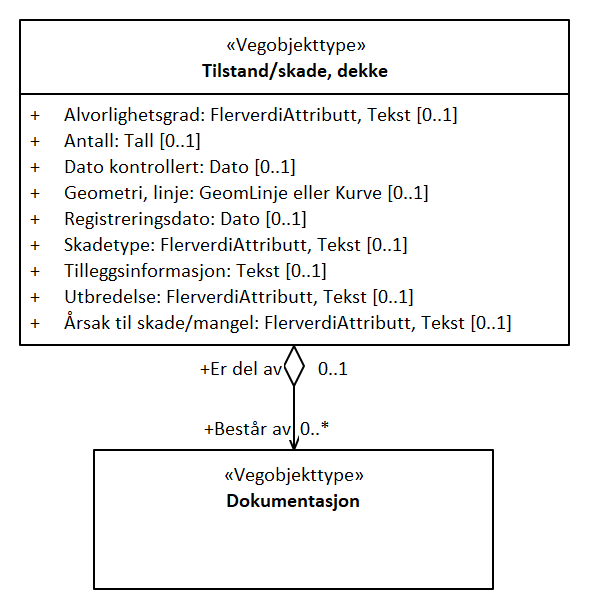 «Vegobjekttype»
Tilstand/skade, dekke
+ Alvorlighetsgrad: FlerverdiAttributt, Tekst [0..1]
+ Antall: Tall [0..1]
+ Dato kontrollert: Dato [0..1]
+ Geometri, linje: GeomLinje eller Kurve [0..1]
+ Registreringsdato: Dato [0..1]
+ Skadetype: FlerverdiAttributt, Tekst [0..1]
+ Tilleggsinformasjon: Tekst [0..1]
+ Utbredelse: FlerverdiAttributt, Tekst [0..1]
+ Årsak til skade/mangel: FlerverdiAttributt, Tekst [0..1]
+Er del av 0..1
+Består av 0..*
«Vegobjekttype»
Dokumentasjon